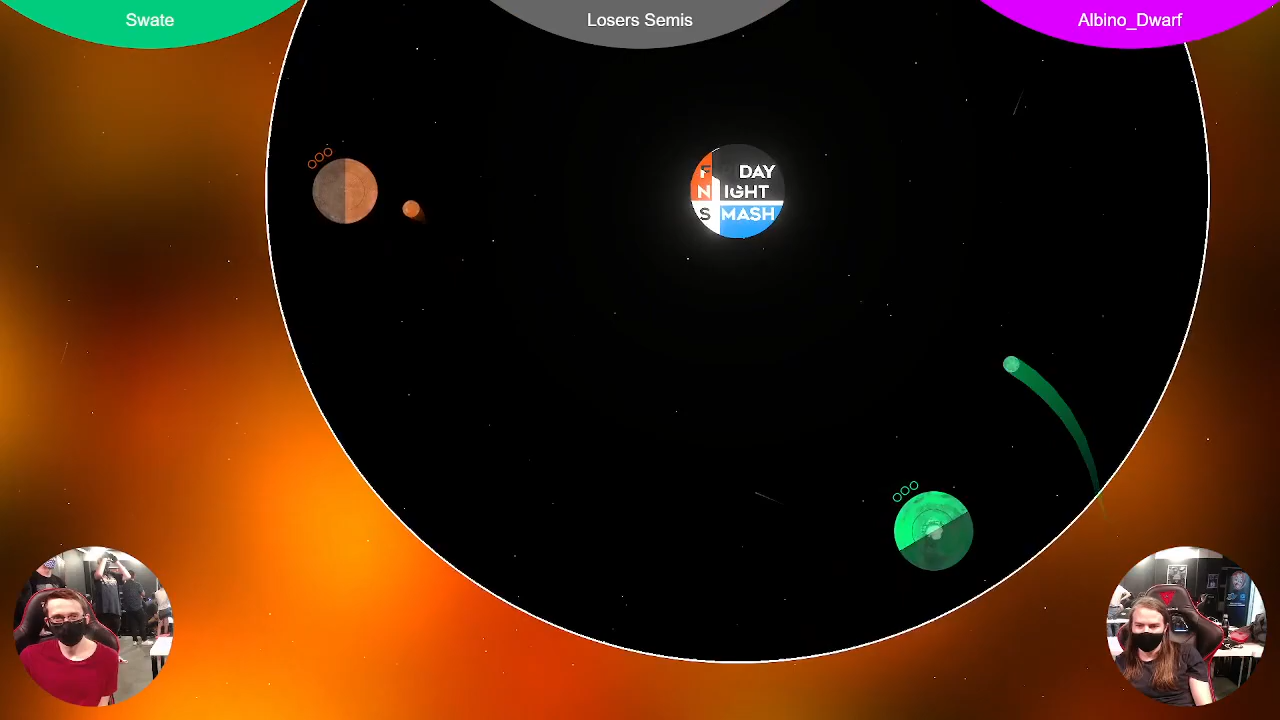 Swate
Losers Semis
Albino_Dwarf
F DAY
N IGHT
S MASH